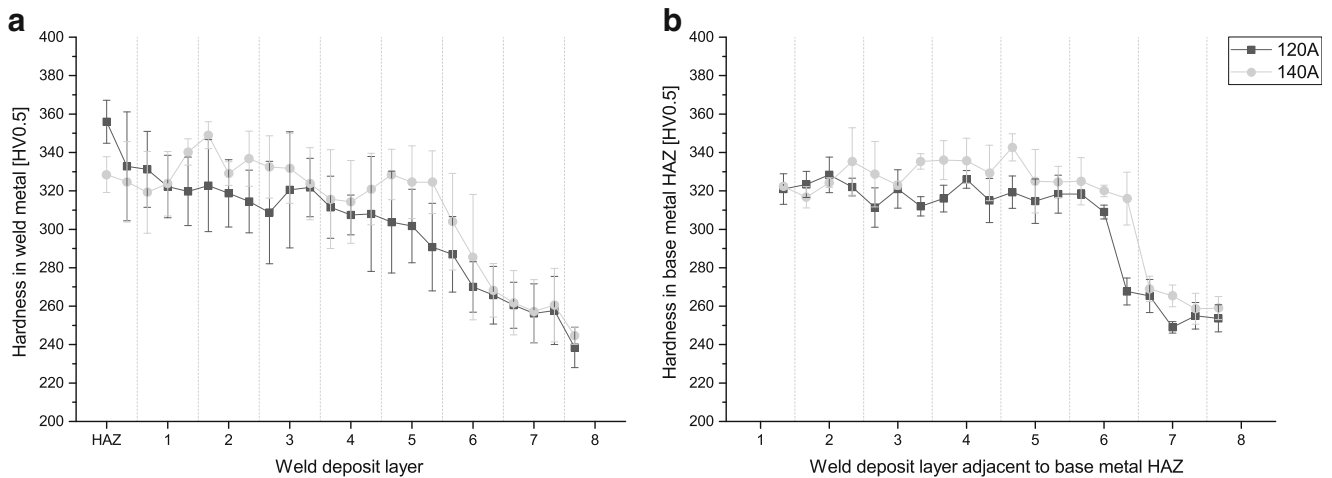 a
400
380
360
340
320
300
280
260
240
220
200
Hardness in weld metal [HV0.5]
HAZ 1 2 3 4 5 6 7 8
Weld deposit layer
b
400
380
360
340
320
300
280
260
240
220
200
Hardness in base metal HAZ [HV0.5]
1 2 3 4 5 6 7 8
Weld deposit layer adjacent to base metal HAZ
120A
140A